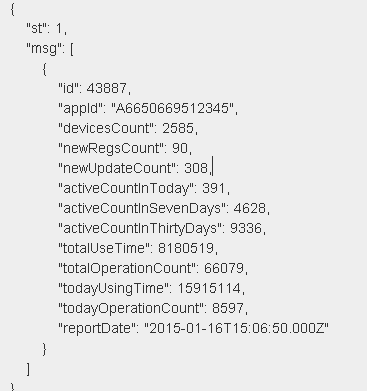 {
"st": 1,
"msg": [
{
"id": 43887,
"appId": "A6650669512345",
"devicesCount": 2585,
"newRegsCount": 90,
"newUpdateCount": 308,
"activeCountInToday": 391,
"activeCountInSevenDays": 4628,
"activeCountInThirtyDays": 9336,
"totalUseTime": 8180519,
"totalOperationCount": 66079,
"todayUsingTime": 15915114,
"todayOperationCount": 8597,
"reportDate": "2015-01-16T15:06:50.000Z"
}
]
}